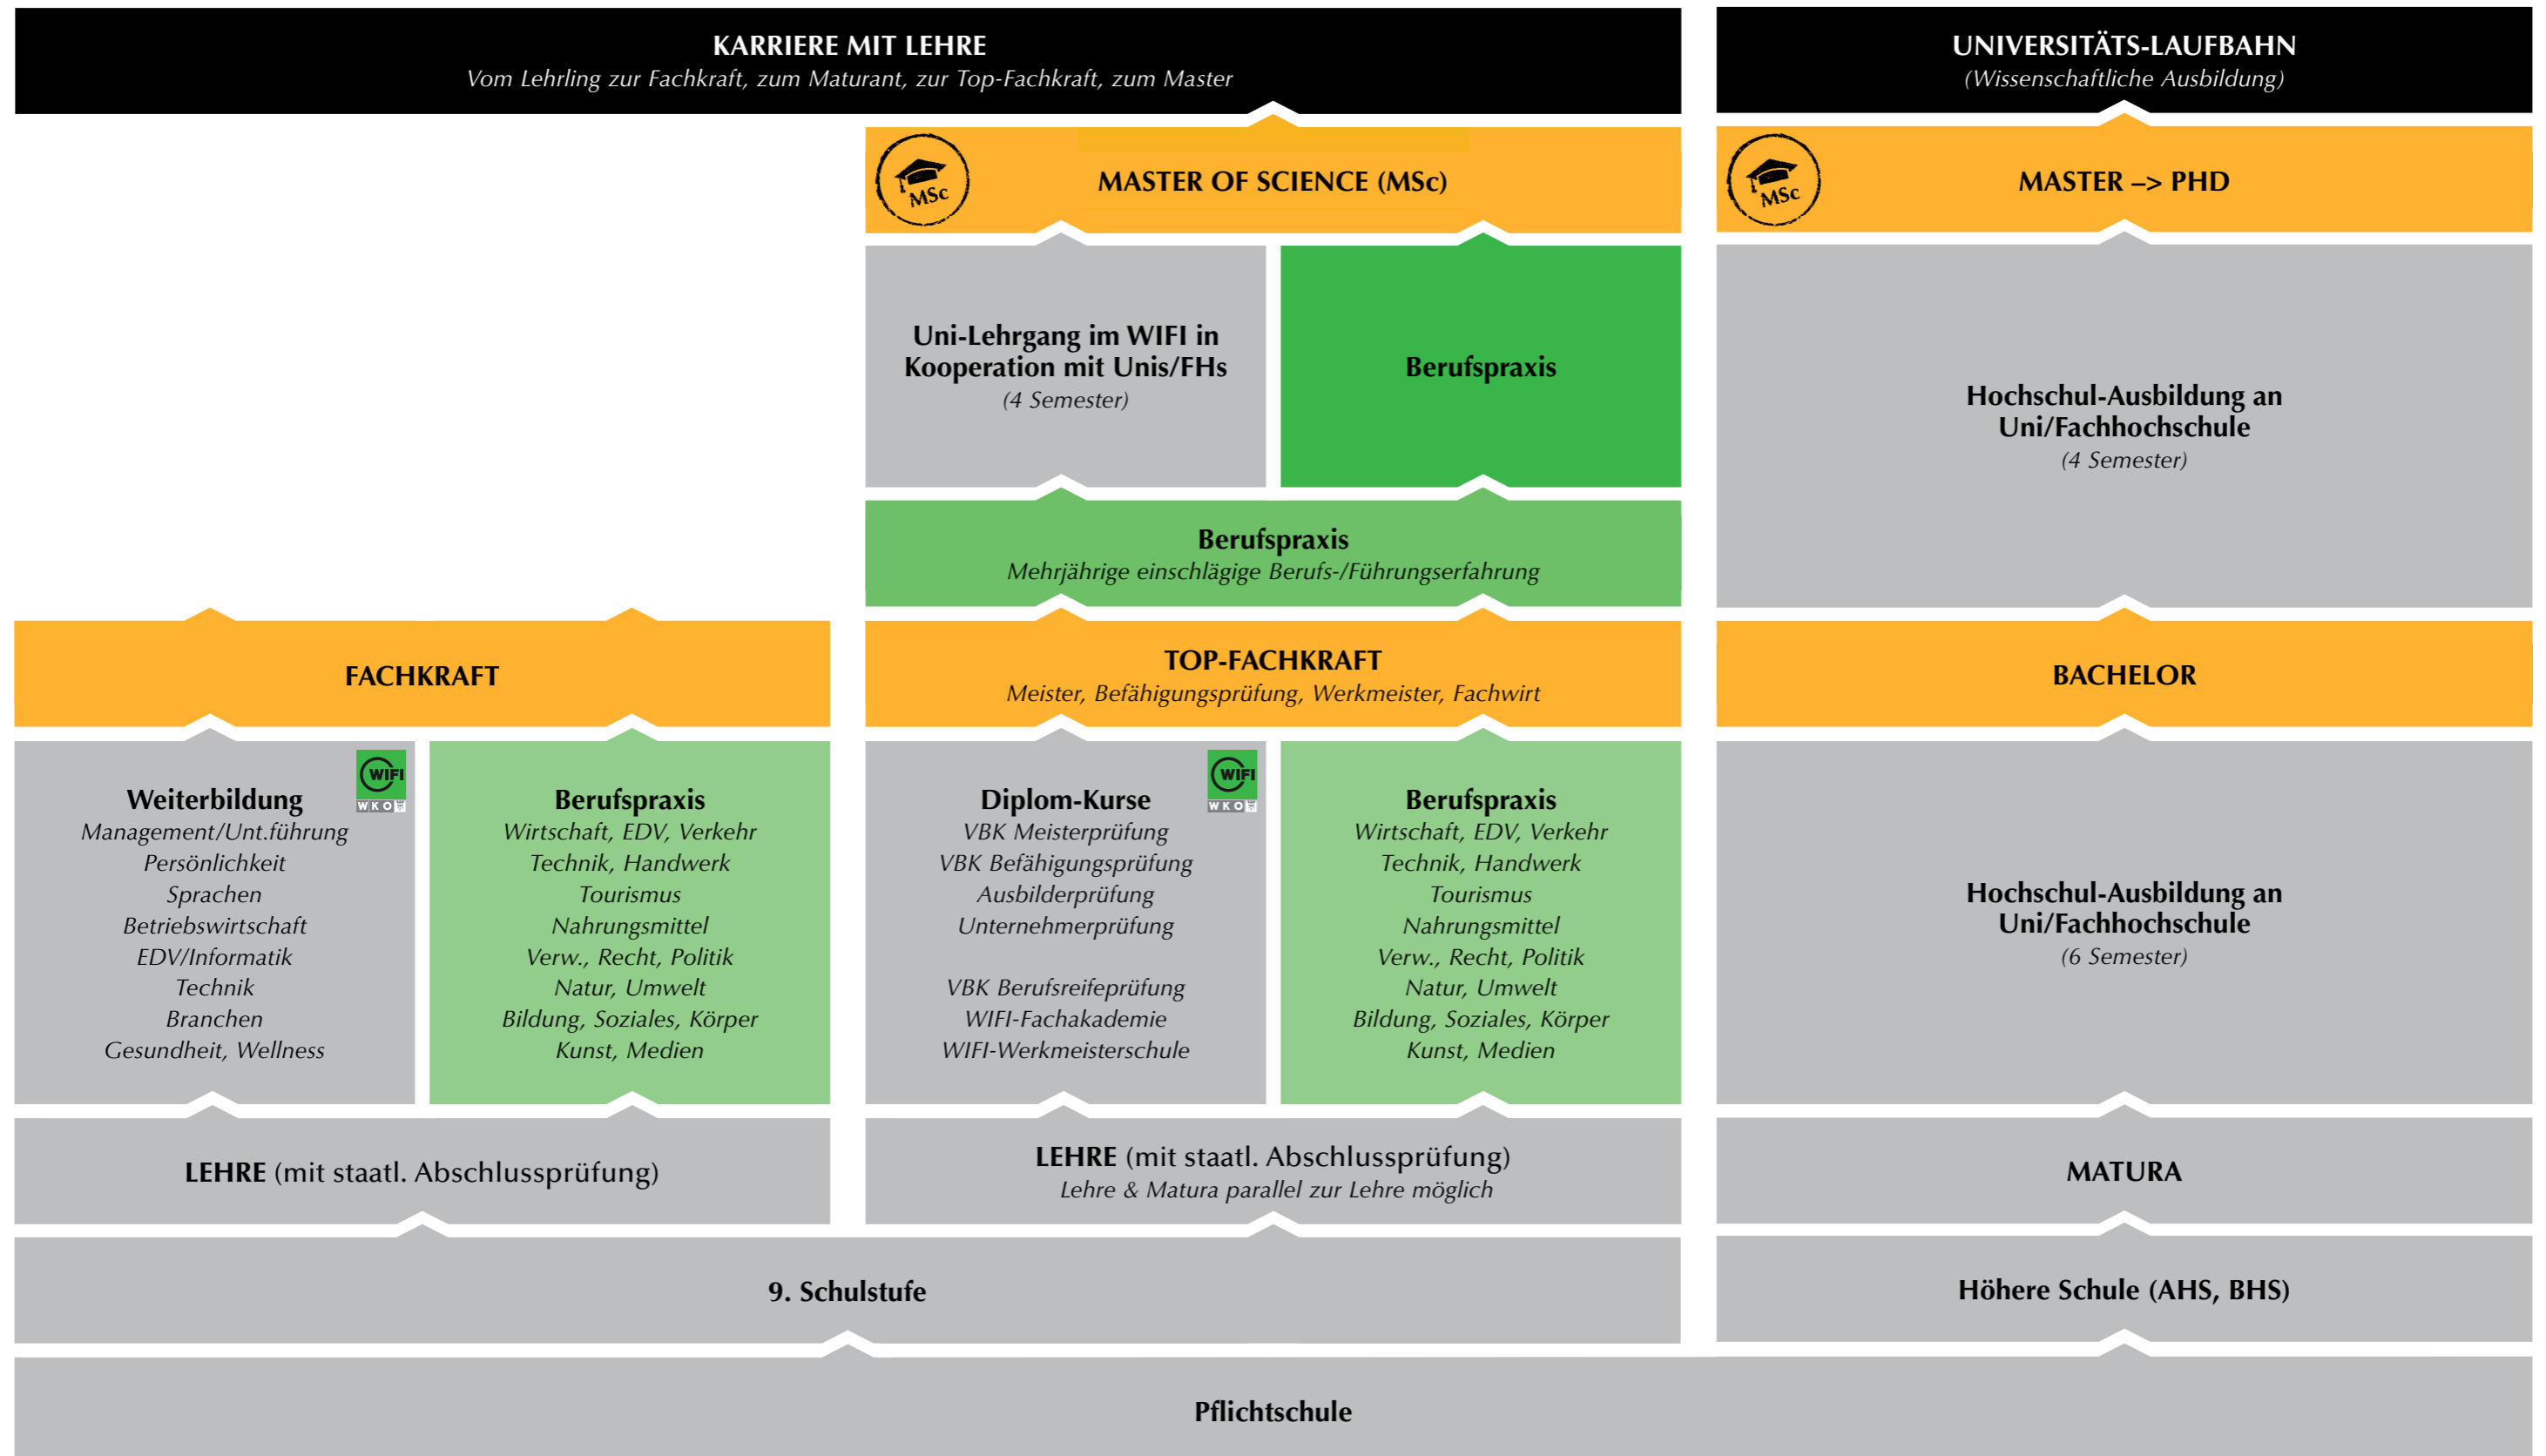 KARRIERE MIT LEHRE
Vom Lehrling zur Fachkraft, zum Maturant, zur Top-Fachkraft, zum Master
UNIVERSITÄTS-LAUFBAHN
(Wissenschaftliche Ausbildung)
MSc
MASTER OF SCIENCE (MSc)
MSc
MASTER –> PHD
Uni-Lehrgang im WIFI in
Kooperation mit Unis/FHs
(4 Semester)
Berufspraxis
Hochschul-Ausbildung an
Uni/Fachhochschule
(4 Semester)
Berufspraxis
Mehrjährige einschlägige Berufs-/Führungserfahrung
FACHKRAFT
TOP-FACHKRAFT
Meister, Befähigungsprüfung, Werkmeister, Fachwirt
BACHELOR
WIFI
WKO
Weiterbildung
Management/Unt.führung
Persönlichkeit
Sprachen
Betriebswirtschaft
EDV/Informatik
Technik
Branchen
Gesundheit, Wellness
Berufspraxis
Wirtschaft, EDV, Verkehr
Technik, Handwerk
Tourismus
Nahrungsmittel
Verw., Recht, Politik
Natur, Umwelt
Bildung, Soziales, Körper
Kunst, Medien
WIFI
WKO
Diplom-Kurse
VBK Meisterprüfung
VBK Befähigungsprüfung
Ausbilderprüfung
Unternehmerprüfung
VBK Berufsreifeprüfung
WIFI-Fachakademie
WIFI-Werkmeisterschule
Berufspraxis
Wirtschaft, EDV, Verkehr
Technik, Handwerk
Tourismus
Nahrungsmittel
Verw., Recht, Politik
Natur, Umwelt
Bildung, Soziales, Körper
Kunst, Medien
Hochschul-Ausbildung an
Uni/Fachhochschule
(6 Semester)
LEHRE (mit staatl. Abschlussprüfung)
LEHRE (mit staatl. Abschlussprüfung)
Lehre & Matura parallel zur Lehre möglich
MATURA
9. Schulstufe
Höhere Schule (AHS, BHS)
Pflichtschule